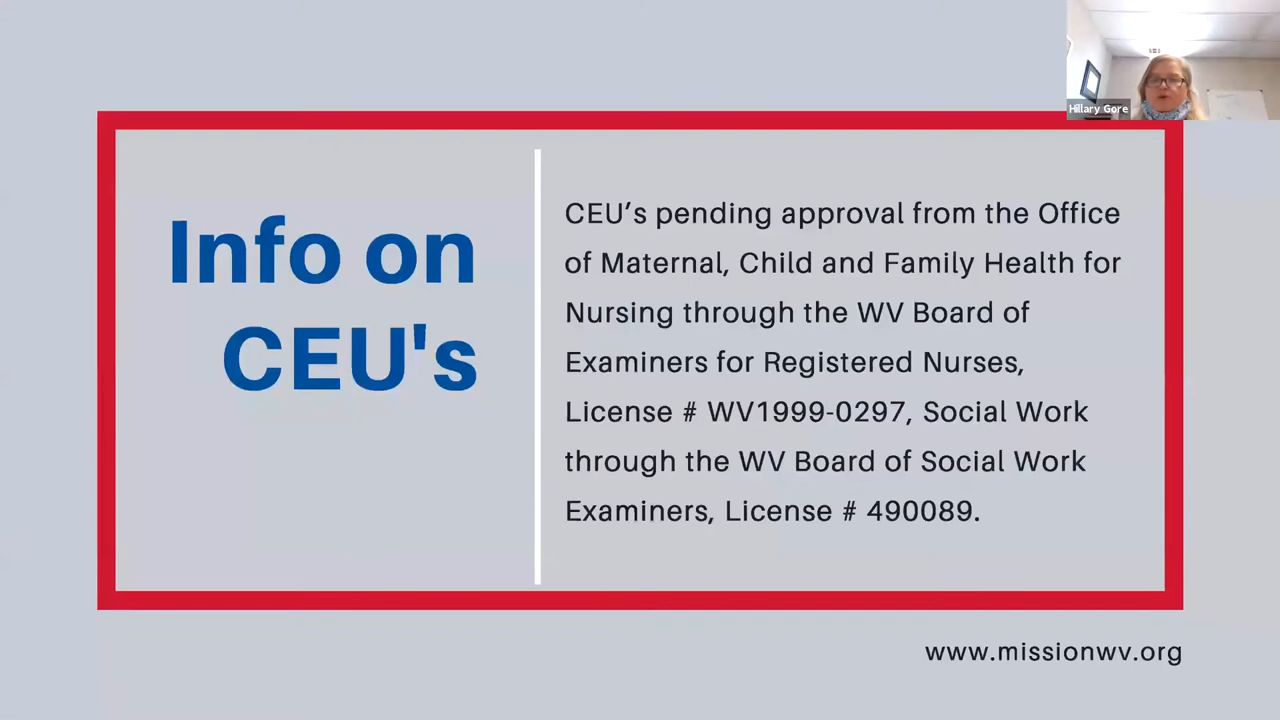 Hillary Gore
Info on
CEU's
CEU’s pending approval from the Office
of Maternal, Child and Family Health for
Nursing through the WV Board of
Examiners for Registered Nurses,
License # WV1999-0297, Social Work
through the WV Board of Social Work
Examiners, License # 490089.
www.missionwv.org